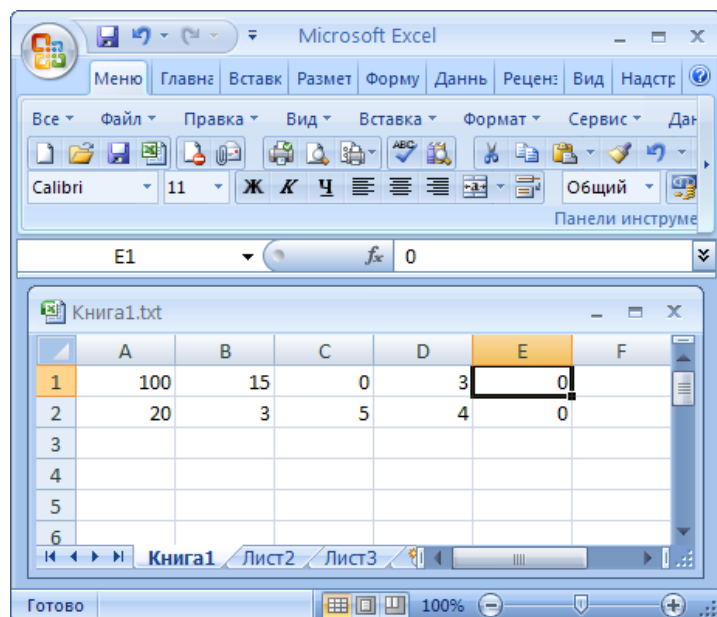 Microsoft Excel
Меню Главна Вставк Размет Форму Даннь Реценз Вид Надстр
Все Файл Правка Вид Вставка Формат Сервис Дан
ABC
Calibri 11 Ж К Ч a Общий
Панели инструме
E1 fx 0
Книга1.txt
A B C D E F
1 100 15 0 3 0
2 20 3 5 4 0
3
4
5
6
Книга1 Лист2 Лист3
Готово 100%